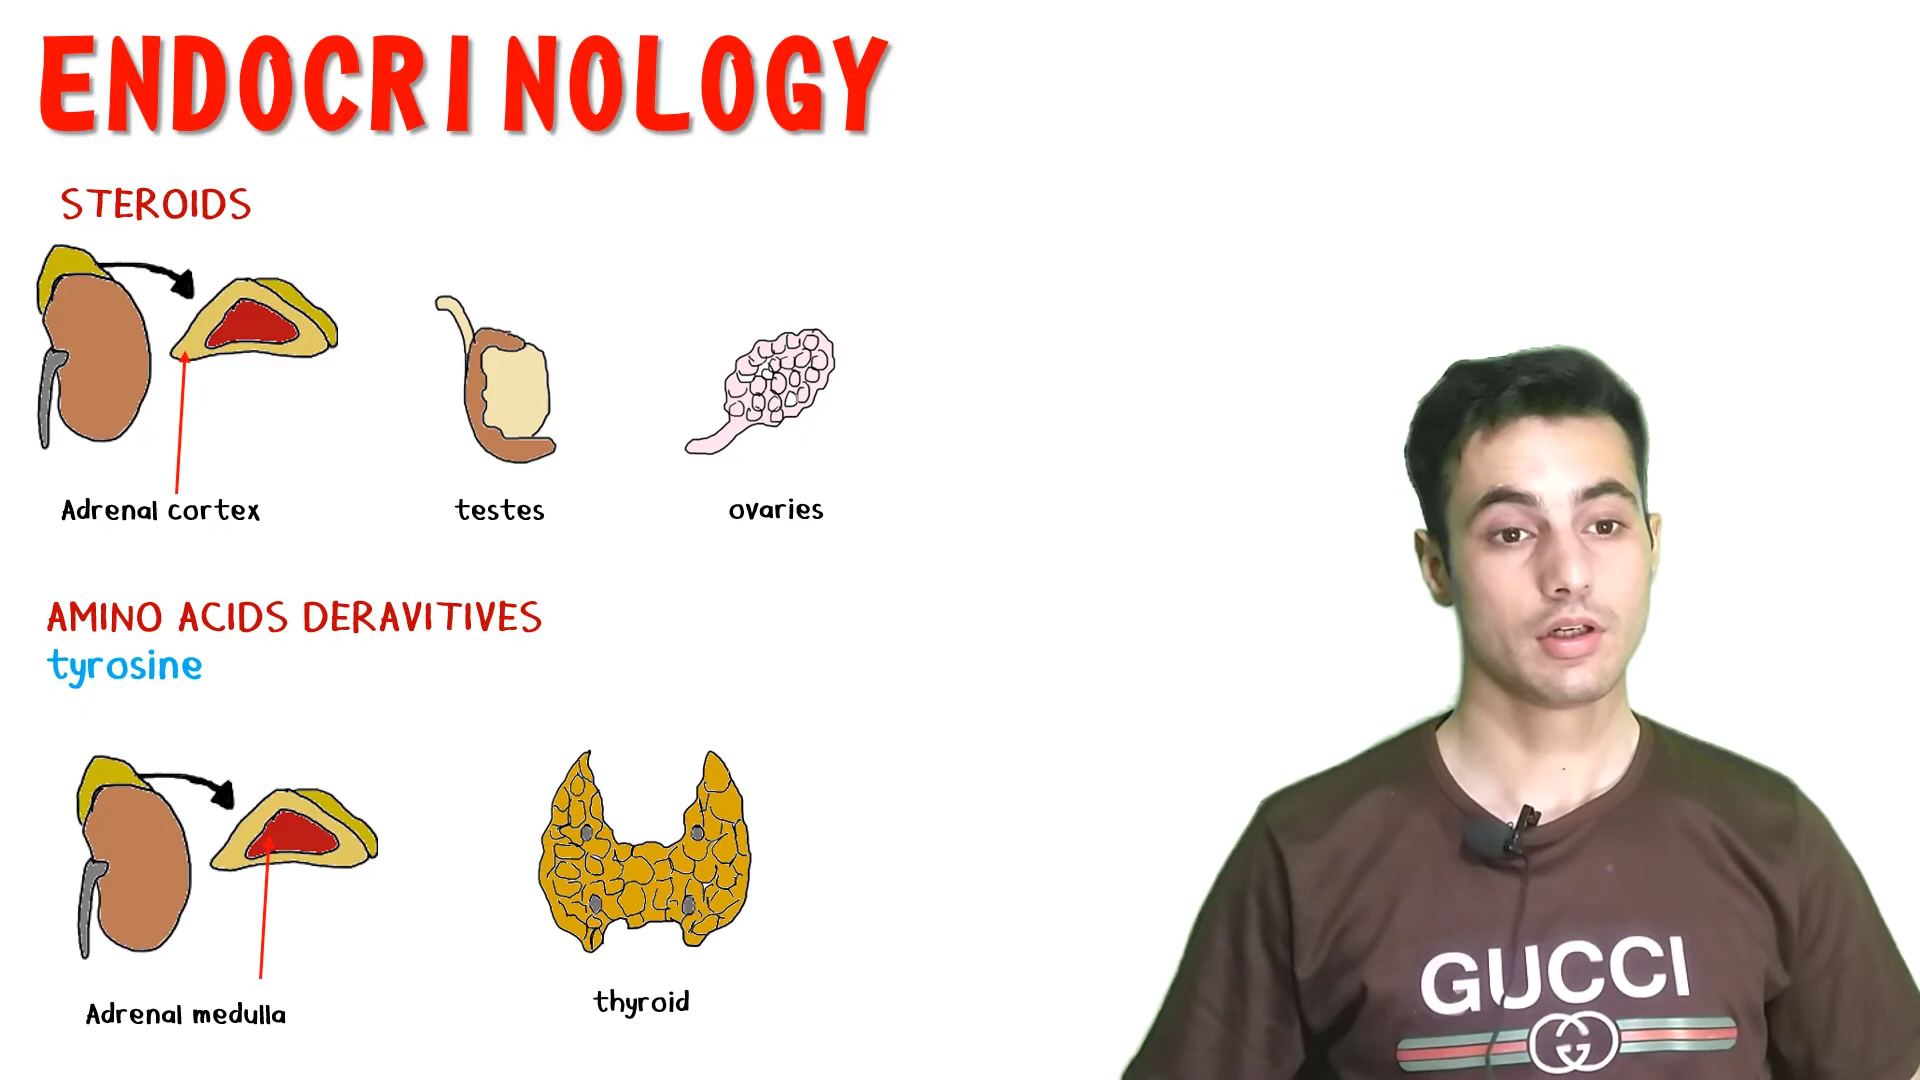 ENDOCRINOLOGY
STEROIDS
Adrenal cortex
testes
ovaries
AMINO ACIDS DERAVITIVES
tyrosine
Adrenal medulla
thyroid
GUCCI